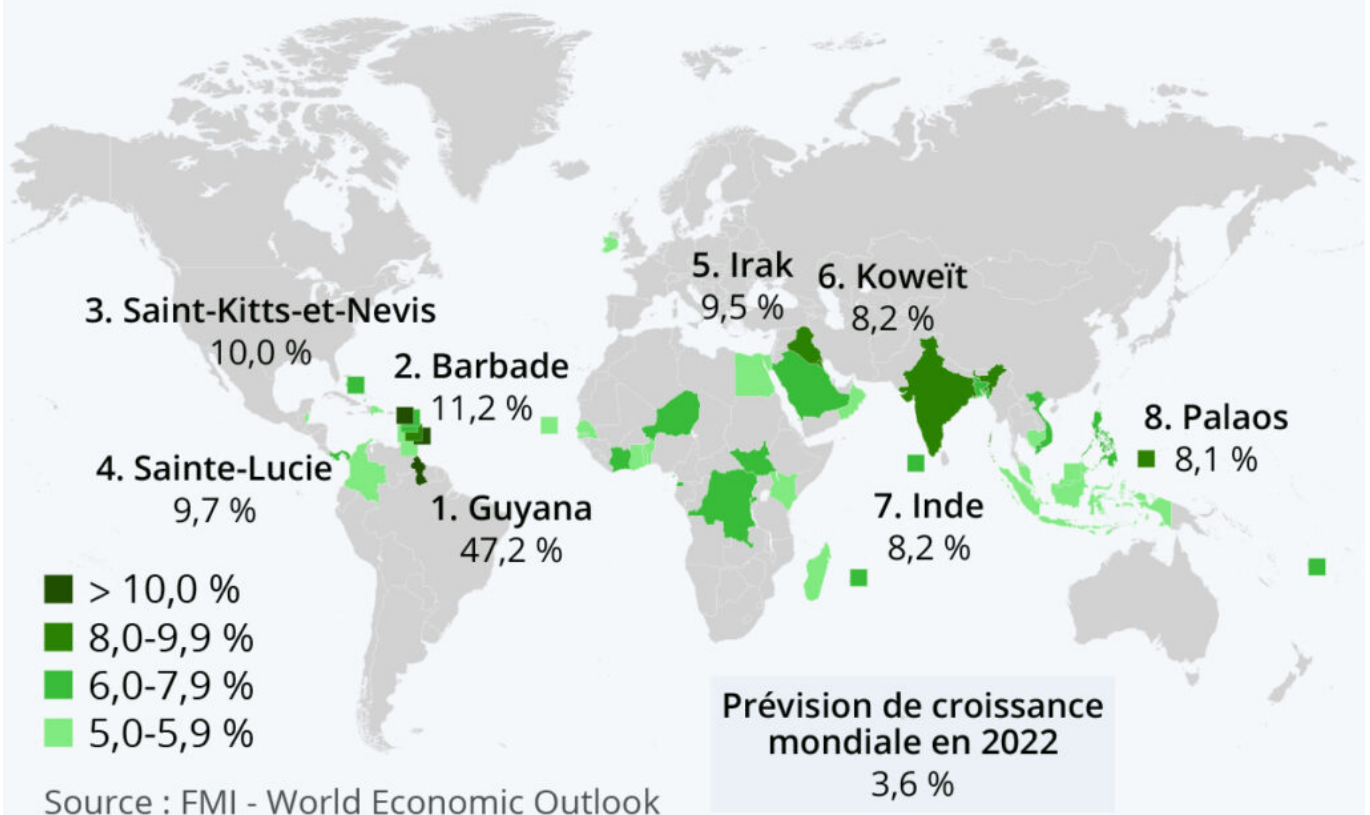 5. Irak
9,5 %
6. Koweït
8,2 %
3. Saint-Kitts-et-Nevis
10,0 %
2. Barbade
11,2 %
8. Palaos
8,1 %
4. Sainte-Lucie
9,7 %
1. Guyana
47,2 %
7. Inde
8,2 %
> 10,0 %
8,0-9,9 %
6,0-7,9 %
5,0-5,9 %
Prévision de croissance
mondiale en 2022
3,6 %
Source : FMI - World Economic Outlook